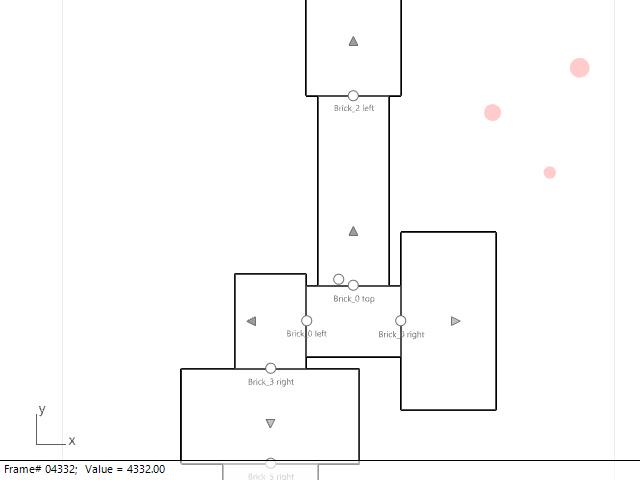 Brick_2 left
Brick_0 top
Brick_0 left
Brick_0 right
Brick_3 right
y
x
Brick_5 right
Frame# 04332; Value = 4332.00